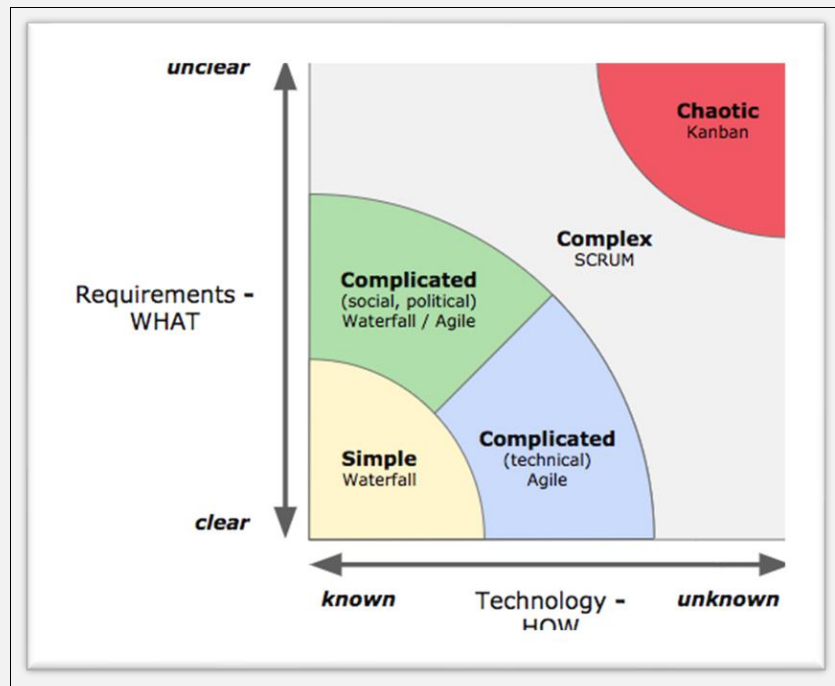 unclear
Chaotic
Kanban
Complex
SCRUM
Complicated
(social, political)
Waterfall / Agile
Requirements -
WHAT
Complicated
(technical)
Agile
Simple
Waterfall
clear
known
Technology -
HOW
unknown